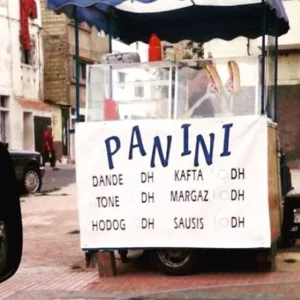 PANINI
DANDE DH KAFTA DH
TONE DH MARGAZ DH
HODOG DH SAUSIS DH